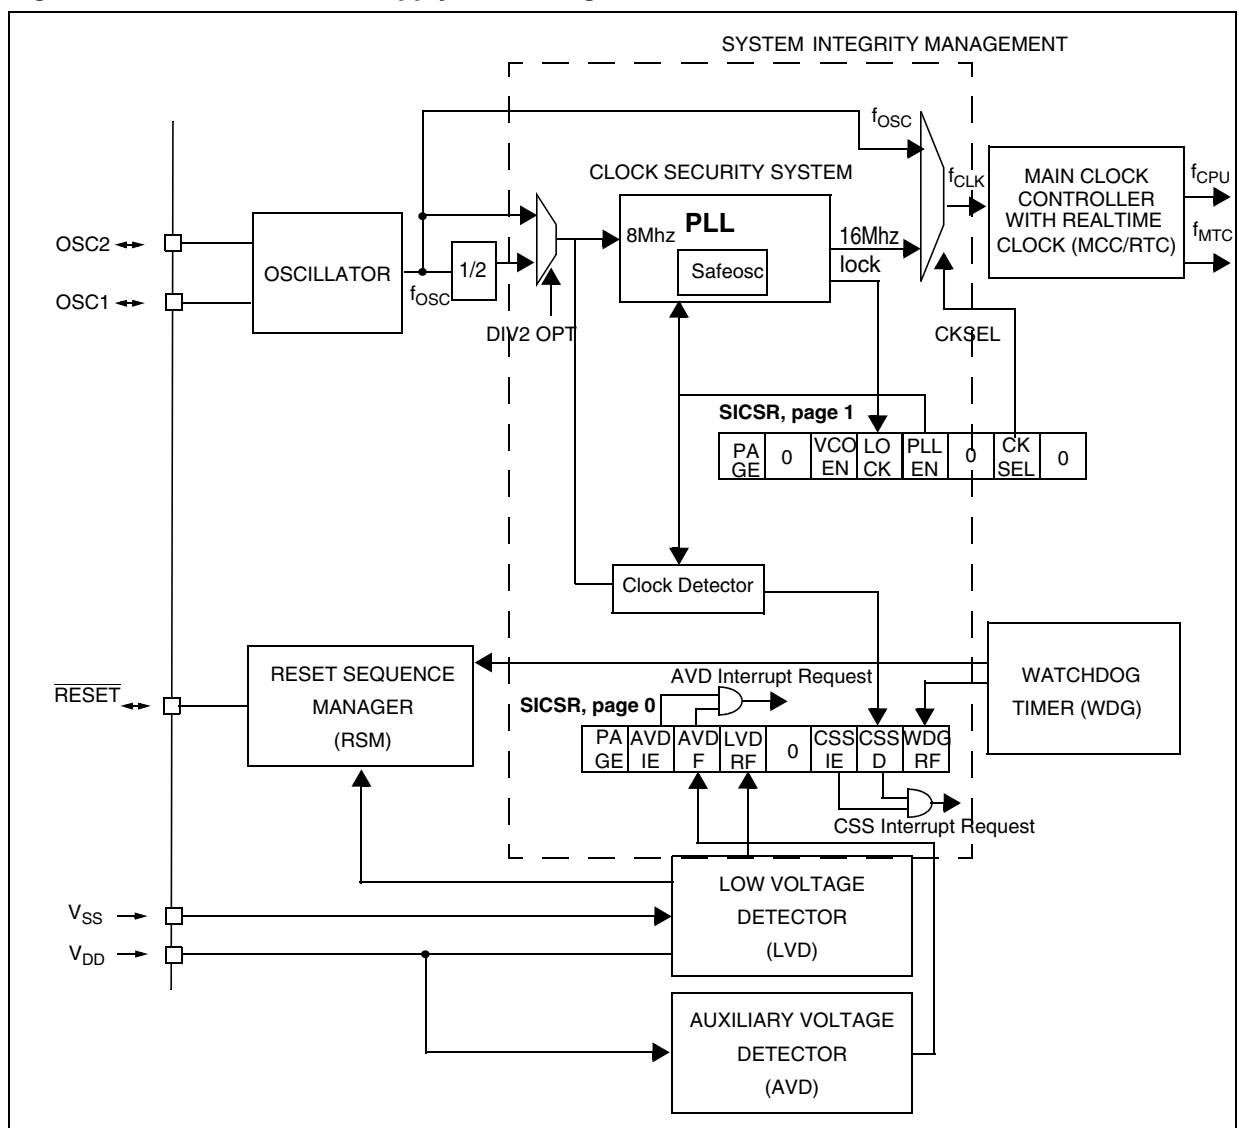 SYSTEM INTEGRITY MANAGEMENT
fOSC
CLOCK SECURITY SYSTEM
fCLK
MAIN CLOCK
CONTROLLER
WITH REALTIME
CLOCK (MCC/RTC)
fCPU
fMTC
OSC2
OSC1
OSCILLATOR
fOSC
1/2
DIV2 OPT
8Mhz
PLL
Safeosc
16Mhz
lock
CKSEL
SICSR, page 1
PA
GE
0
VCO
EN
LO
CK
PLL
EN
0
CK
SEL
0
Clock Detector
RESET
RESET SEQUENCE
MANAGER
(RSM)
AVD Interrupt Request
SICSR, page 0
PA
GE
AVD
IE
AVD
F
LVD
RF
0
CSS
IE
CSS
D
WDG
RF
CSS Interrupt Request
WATCHDOG
TIMER (WDG)
VSS
VDD
LOW VOLTAGE
DETECTOR
(LVD)
AUXILIARY VOLTAGE
DETECTOR
(AVD)